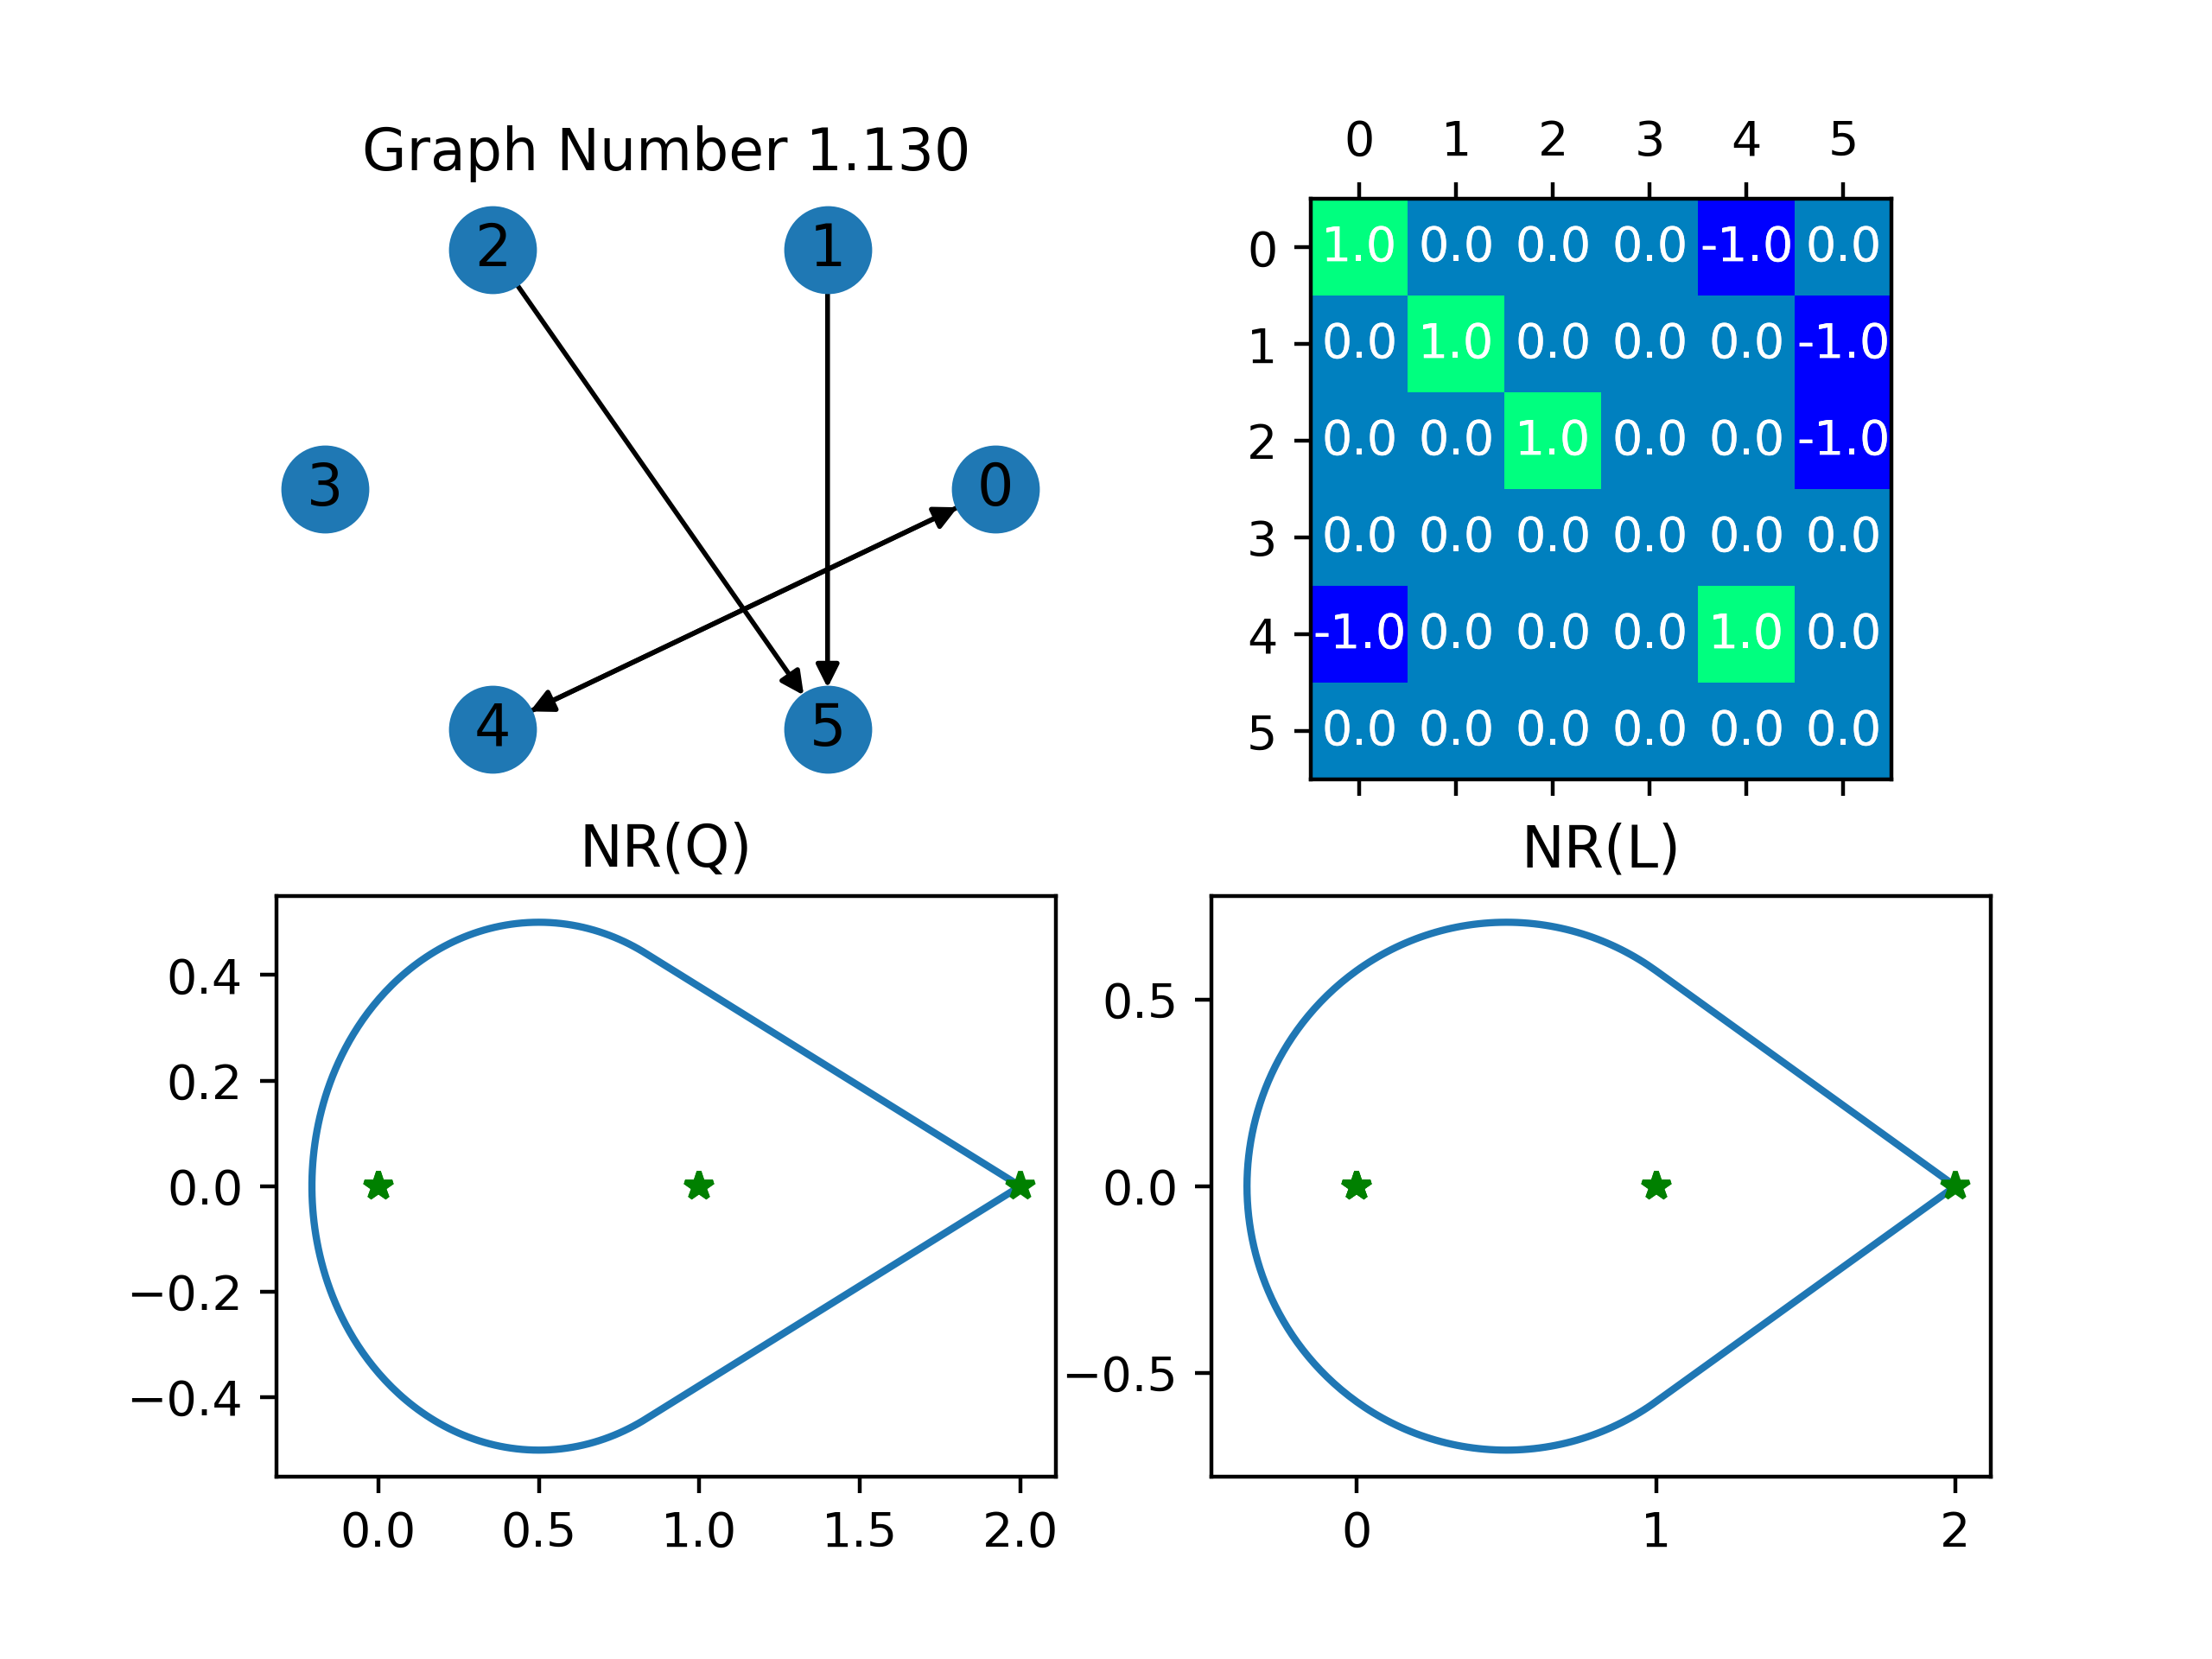 Graph Number 1.130
2 1
3 0
4 5
0 1 2 3 4 5
0 1.0 0.0 0.0 0.0 -1.0 0.0
1 0.0 1.0 0.0 0.0 0.0 -1.0
2 0.0 0.0 1.0 0.0 0.0 -1.0
3 0.0 0.0 0.0 0.0 0.0 0.0
4 -1.0 0.0 0.0 0.0 1.0 0.0
5 0.0 0.0 0.0 0.0 0.0 0.0
NR(Q)
0.4
0.2
0.0
−0.2
−0.4
0.0 0.5 1.0 1.5 2.0
NR(L)
0.5
0.0
−0.5
0 1 2